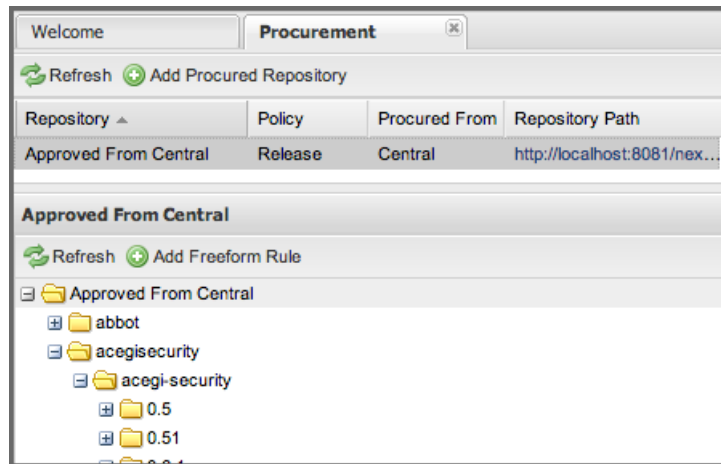 Welcome Procurement
Refresh Add Procured Repository
Repository Policy Procured From Repository Path
Approved From Central Release Central http://localhost:8081/nex...
Approved From Central
Refresh Add Freeform Rule
Approved From Central
abbot
acegisecurity
acegi-security
0.5
0.51